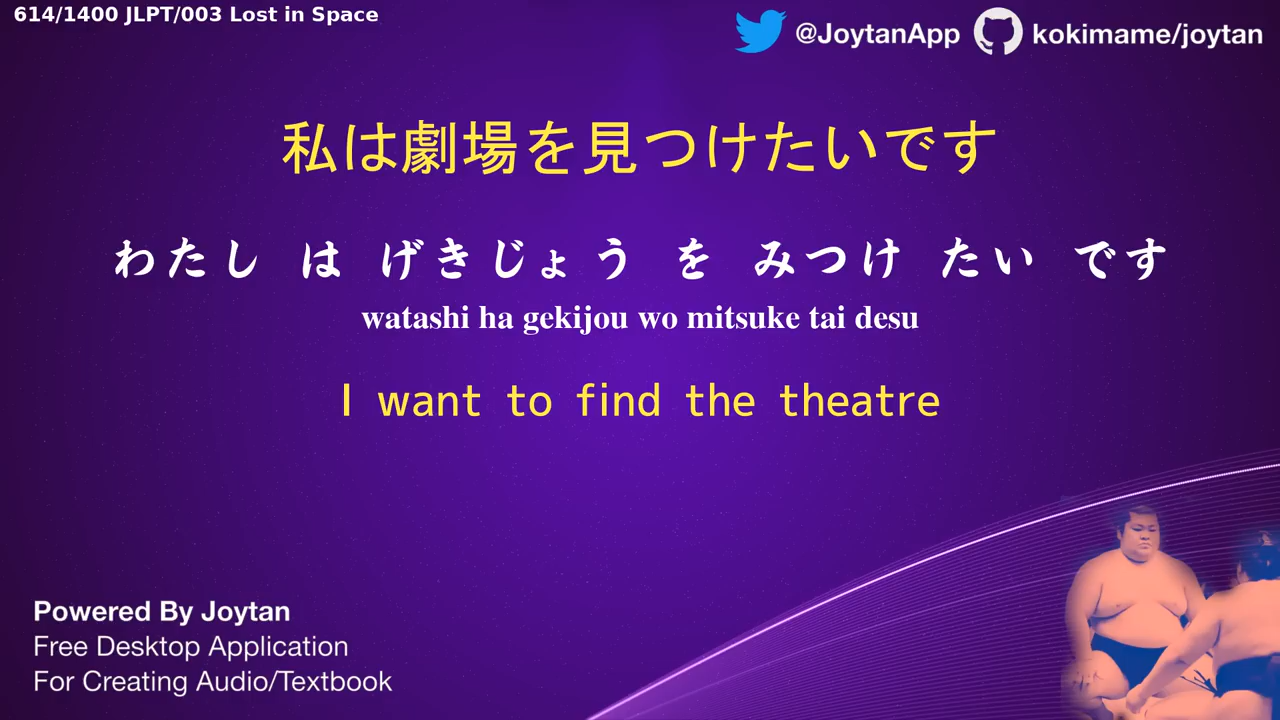 614/1400 JLPT/003 Lost in Space
@JoytanApp kokimame/joytan
私は劇場を見つけたいです
わたし は げきじょう を みつけ たい です
watashi ha gekijou wo mitsuke tai desu
I want to find the theatre
Powered By Joytan
Free Desktop Application
For Creating Audio/Textbook